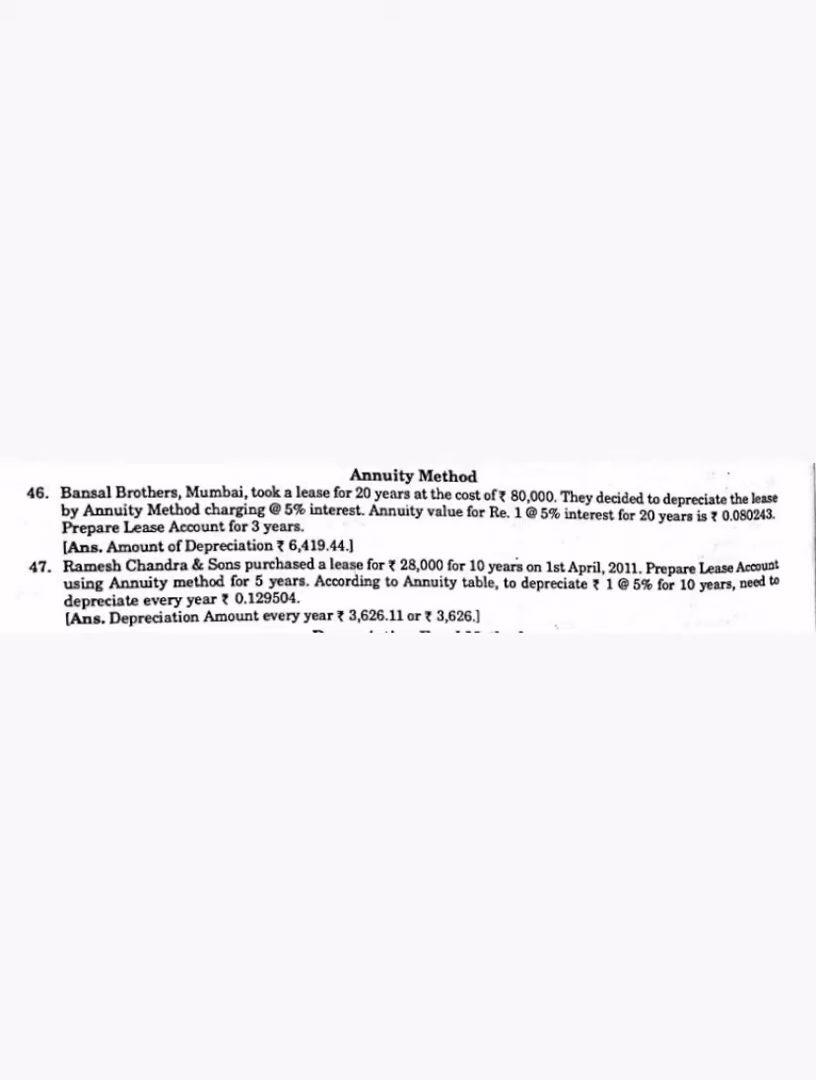 Annuity Method
46. Bansal Brothers, Mumbai, took a lease for 20 years at the cost of ₹ 80,000. They decided to depreciate the lease
by Annuity Method charging @ 5% interest. Annuity value for Re. 1 @ 5% interest for 20 years is ₹ 0.080243.
Prepare Lease Account for 3 years.
[Ans. Amount of Depreciation ₹ 6,419.44.]
47. Ramesh Chandra & Sons purchased a lease for ₹ 28,000 for 10 years on 1st April, 2011. Prepare Lease Account
using Annuity method for 5 years. According to Annuity table, to depreciate ₹ 1 @ 5% for 10 years, need to
depreciate every year ₹ 0.129504.
[Ans. Depreciation Amount every year ₹ 3,626.11 or ₹ 3,626.]